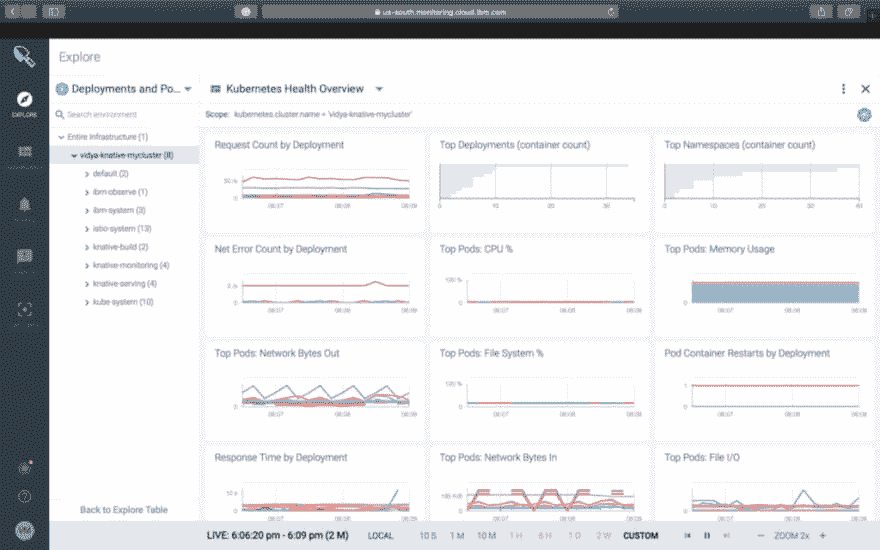 us-south.monitoring.cloud.ibm.com
Explore
Deployments and Po...
Kubernetes Health Overview
EXPLORE
Search environment
Scope: kubernetes.cluster.name = 'vidya-knative-mycluster'
Entire Infrastructure (1)
vidya-knative-mycluster (8)
default (2)
ibm-observe (1)
ibm-system (3)
istio-system (13)
knative-build (2)
knative-monitoring (4)
knative-serving (4)
kube-system (10)
Back to Explore Table
Request Count by Deployment
Top Deployments (container count)
Top Namespaces (container count)
06:07 06:08 06:09
0 10 20 30
0 10 20 30 40
Net Error Count by Deployment
Top Pods: CPU %
Top Pods: Memory Usage
100 %
0
0
0
06:07 06:08 06:09
06:07 06:08 06:09
06:07 06:08 06:09
Top Pods: Network Bytes Out
Top Pods: File System %
Pod Container Restarts by Deployment
100 %
1
0
0
0
06:07 06:08 06:09
06:07 06:08 06:09
06:07 06:08 06:09
Response Time by Deployment
Top Pods: Network Bytes In
Top Pods: File I/O
0
06:07 06:08 06:09
06:07 06:08 06:09
06:07 06:08 06:09
LIVE: 6:06:20 pm - 6:09 pm (2 M) LOCAL 10 S 1 M 10 M 1 H 6 H 1 D 2 W CUSTOM ZOOM 2x